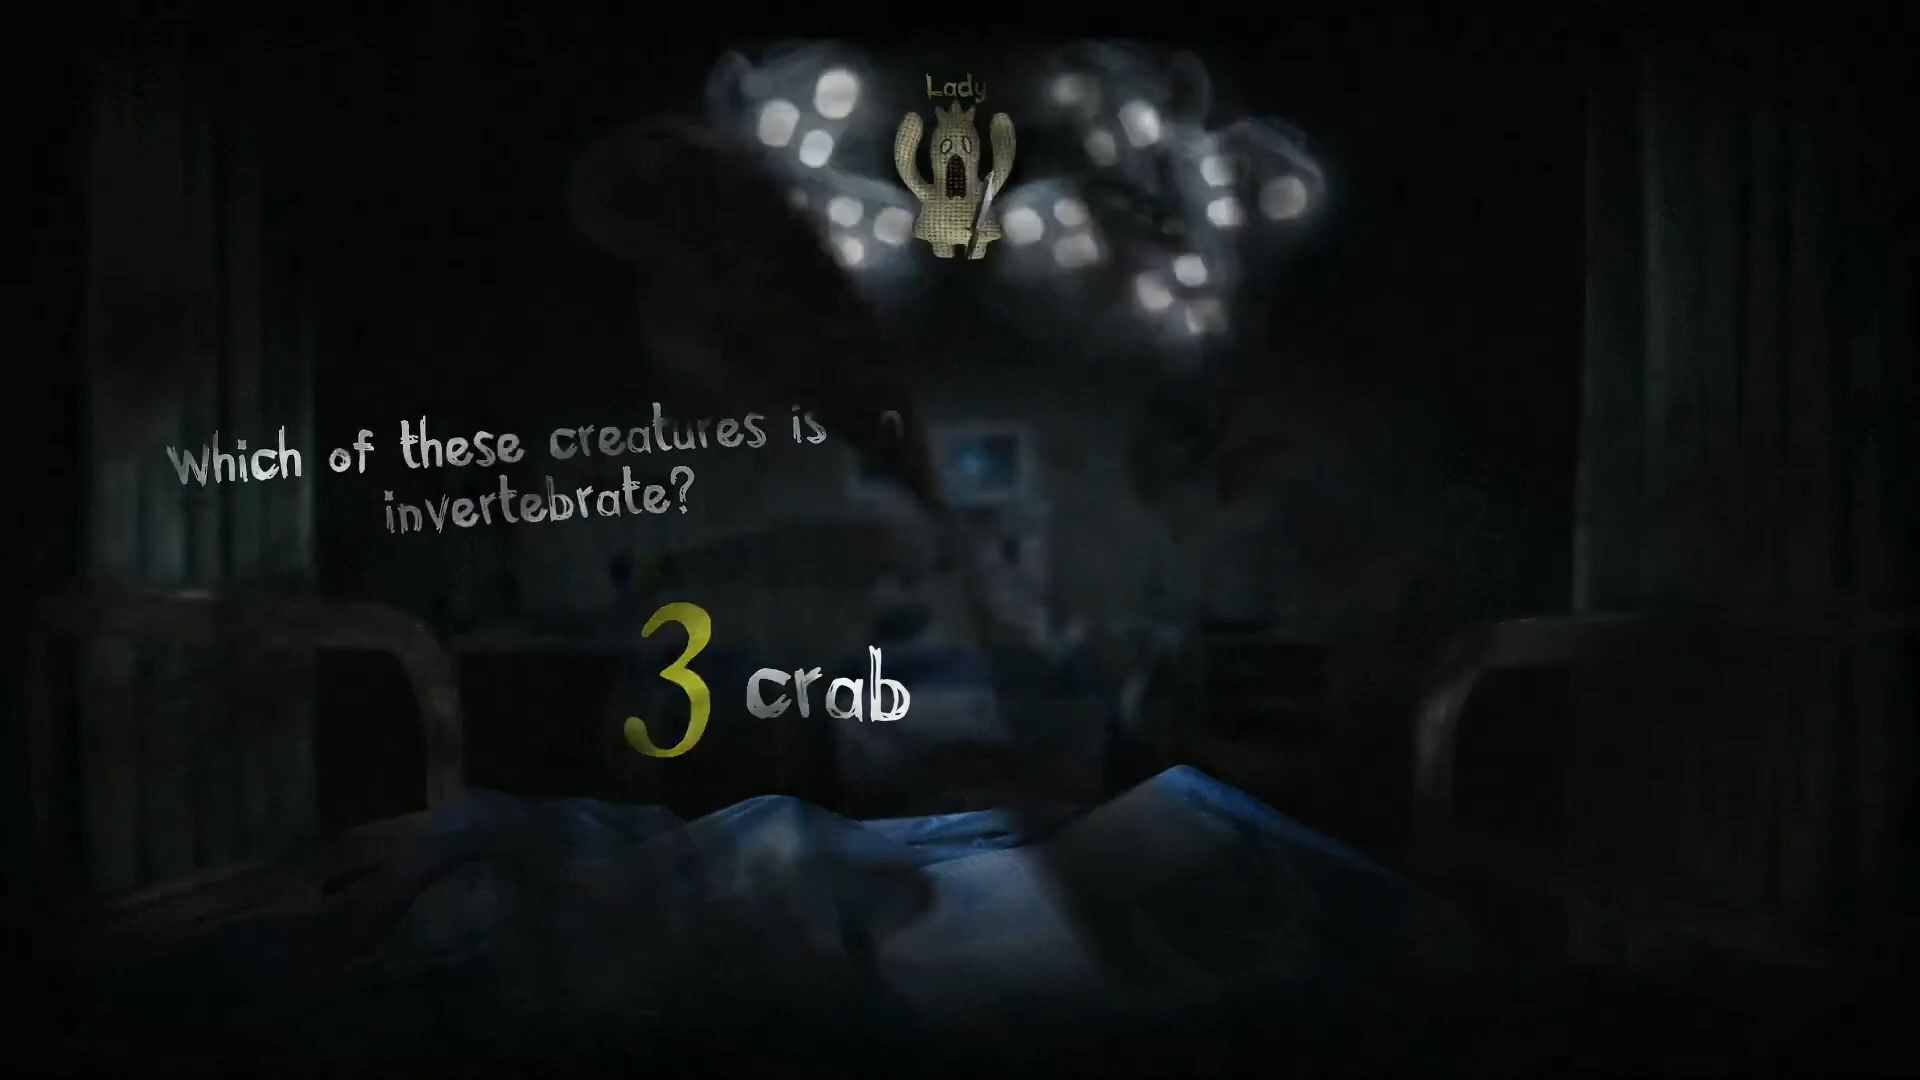 Lady
Which of these creatures is
invertebrate?
3 crab